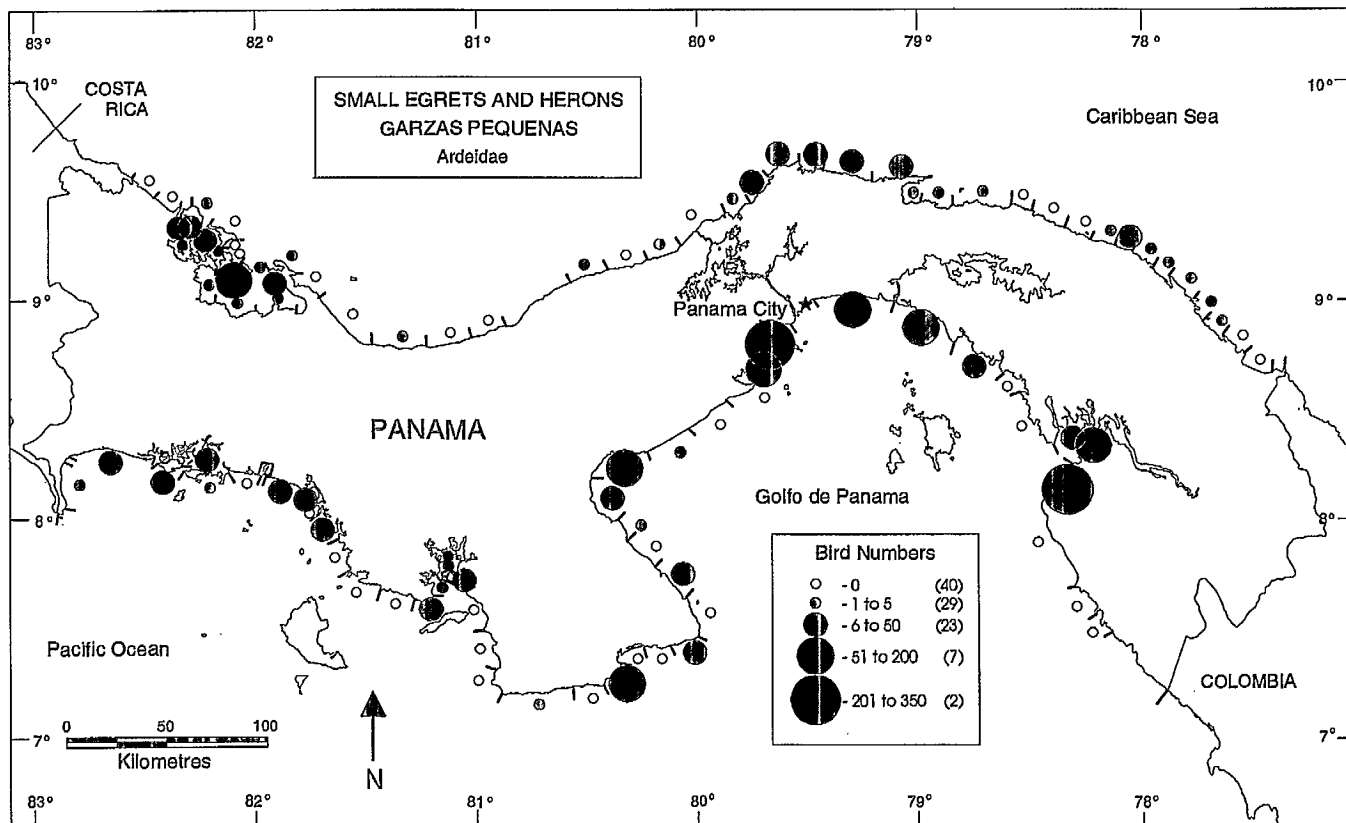 83° 82° 81° 80° 79° 78°
10° 10°
COSTA
RICA
SMALL EGRETS AND HERONS
GARZAS PEQUENAS
Ardeidae
Caribbean Sea
9° 9°
Panama City
PANAMA
Golfo de Panama
8° 8°
Bird Numbers
- 0 (40)
- 1 to 5 (29)
- 6 to 50 (23)
- 51 to 200 (7)
- 201 to 350 (2)
Pacific Ocean
COLOMBIA
0 100
Kilometres
N
7° 7°
83° 82° 81° 80° 79° 78°